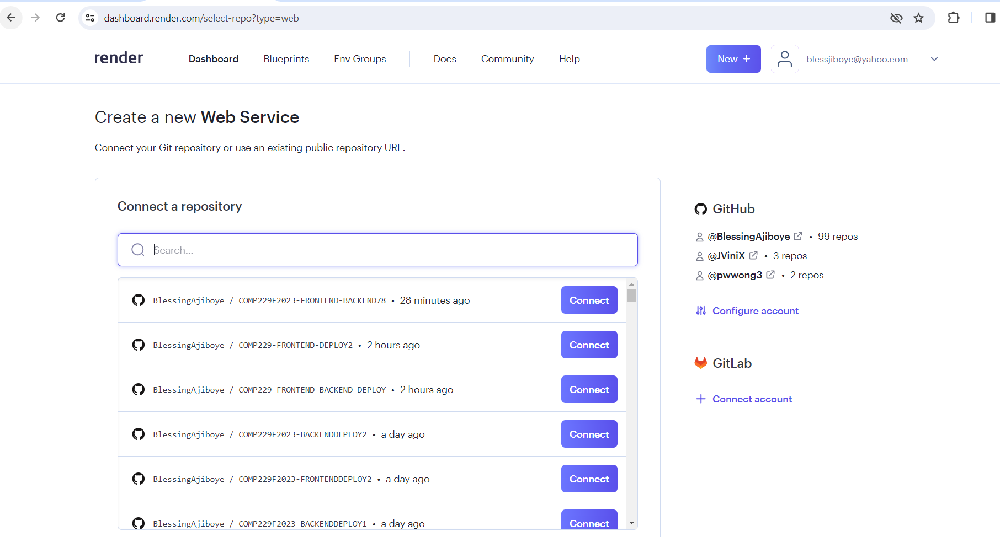 dashboard.render.com/select-repo?type=web
render Dashboard Blueprints Env Groups Docs Community Help New + blessjiboye@yahoo.com
Create a new Web Service
Connect your Git repository or use an existing public repository URL.
Connect a repository
Search...
BlessingAjiboye / COMP229F2023-FRONTEND-BACKEND78 • 28 minutes ago Connect
BlessingAjiboye / COMP229-FRONTEND-DEPLOY2 • 2 hours ago Connect
BlessingAjiboye / COMP229-FRONTEND-BACKEND-DEPLOY • 2 hours ago Connect
BlessingAjiboye / COMP229F2023-BACKENDDEPLOY2 • a day ago Connect
BlessingAjiboye / COMP229F2023-FRONTENDDEPLOY2 • a day ago Connect
BlessingAjiboye / COMP229F2023-BACKENDDEPLOY1 • a day ago Connect
GitHub
@BlessingAjiboye • 99 repos
@JViniX • 3 repos
@pwwong3 • 2 repos
Configure account
GitLab
+ Connect account